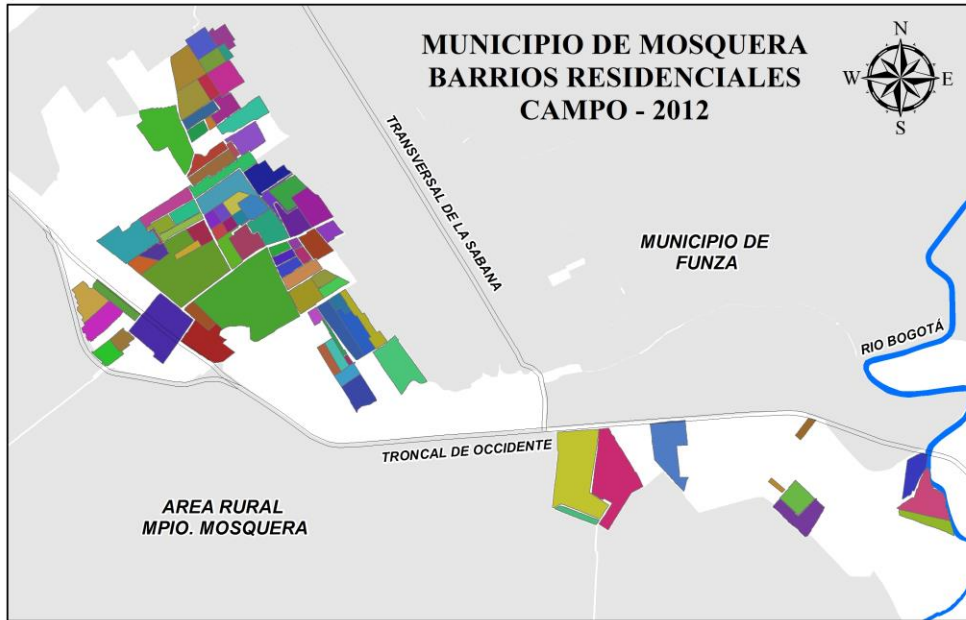 MUNICIPIO DE MOSQUERA
BARRIOS RESIDENCIALES
CAMPO - 2012
N
W
E
S
TRANSVERSAL DE LA SABANA
MUNICIPIO DE
FUNZA
RIO BOGOTÁ
TRONCAL DE OCCIDENTE
AREA RURAL
MPIO. MOSQUERA